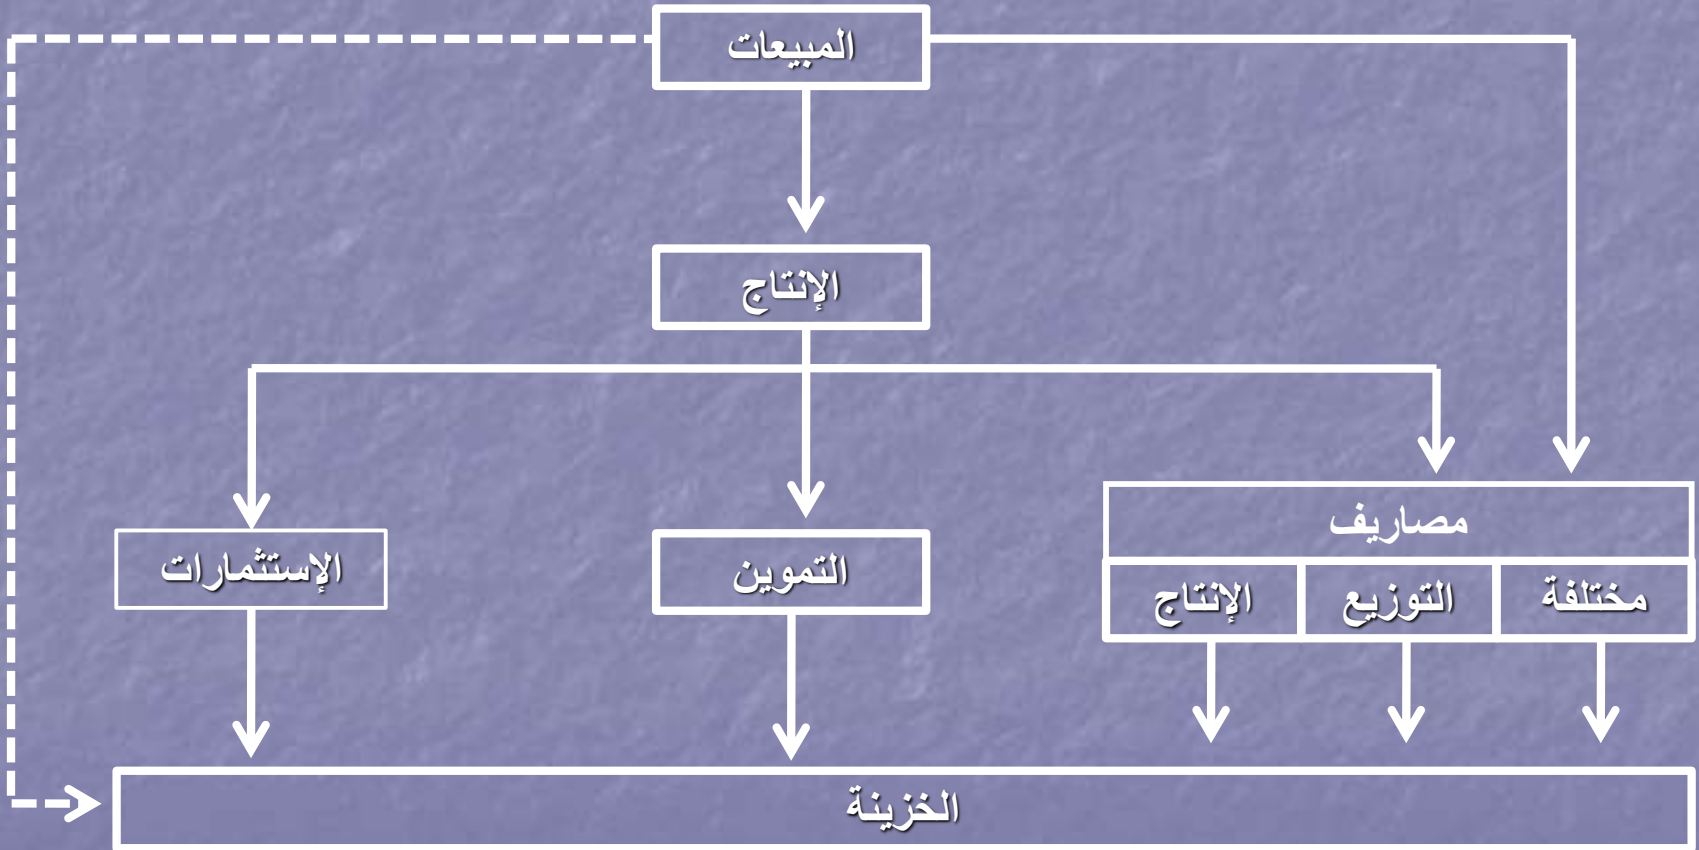 المبيعات
الإنتاج
مصاريف
مختلفة التوزيع الإنتاج
التموين
الإستثمارات
الخزينة